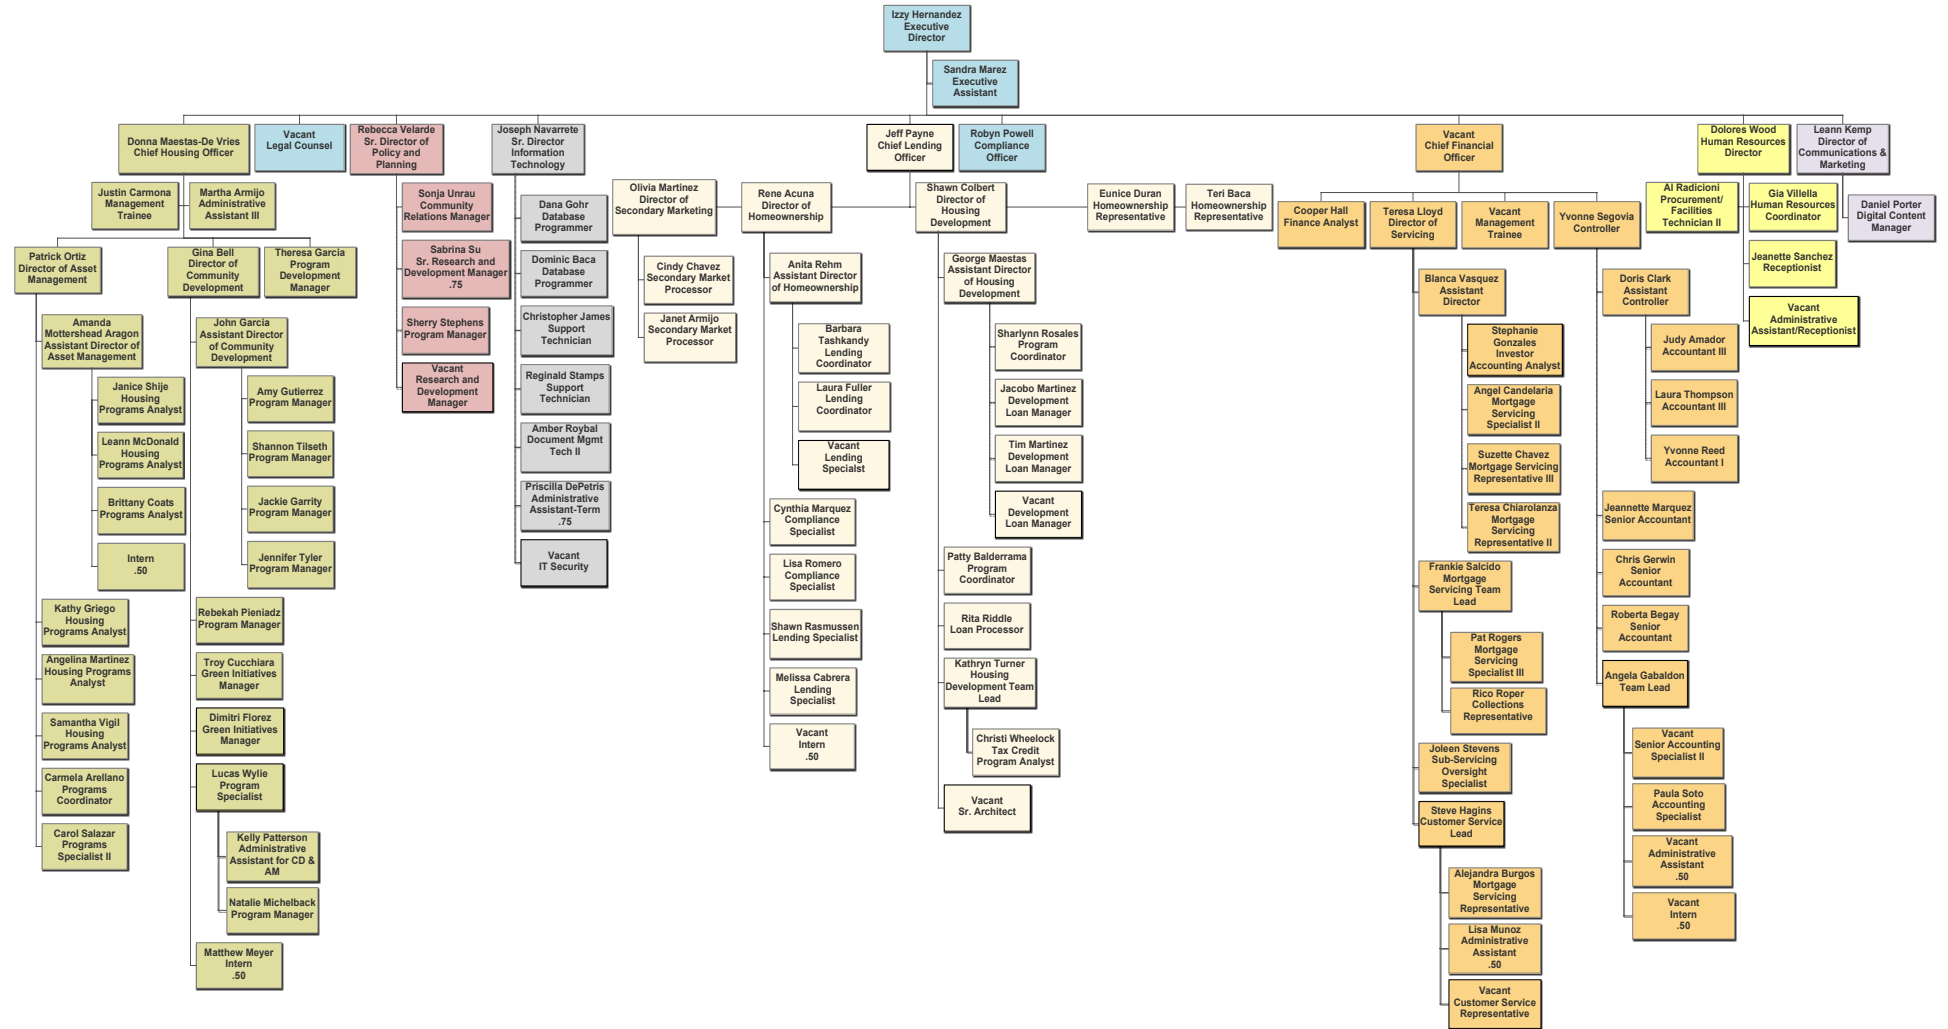 Izzy Hernandez
Executive
Director
Sandra Marez
Executive
Assistant
Donna Maestas-De Vries
Chief Housing Officer
Vacant
Legal Counsel
Rebecca Velarde
Sr. Director of
Policy and
Planning
Joseph Navarrete
Sr. Director
Information
Technology
Jeff Payne
Chief Lending
Officer
Robyn Powell
Compliance
Officer
Vacant
Chief Financial
Officer
Dolores Wood
Human Resources
Director
Leann Kemp
Director of
Communications &
Marketing
Justin Carmona
Management
Trainee
Martha Armijo
Administrative
Assistant III
Patrick Ortiz
Director of Asset
Management
Gina Bell
Director of
Community
Development
Theresa Garcia
Program
Development
Manager
Amanda
Mottershead Aragon
Assistant Director of
Asset Management
Janice Shije
Housing
Programs Analyst
Leann McDonald
Housing
Programs Analyst
Brittany Coats
Programs Analyst
Intern
.50
Kathy Griego
Housing
Programs Analyst
Angelina Martinez
Housing Programs
Analyst
Samantha Vigil
Housing
Programs Analyst
Carmela Arellano
Programs
Coordinator
Carol Salazar
Programs
Specialist II
John Garcia
Assistant Director
of Community
Development
Amy Gutierrez
Program Manager
Shannon Tilseth
Program Manager
Jackie Garrity
Program Manager
Jennifer Tyler
Program Manager
Rebekah Pieniadz
Program Manager
Troy Cucchiara
Green Initiatives
Manager
Dimitri Florez
Green Initiatives
Manager
Lucas Wylie
Program
Specialist
Kelly Patterson
Administrative
Assistant for CD &
AM
Natalie Michelback
Program Manager
Matthew Meyer
Intern
.50
Sonja Unrau
Community
Relations Manager
Sabrina Su
Sr. Research and
Development Manager
.75
Sherry Stephens
Program Manager
Vacant
Research and
Development
Manager
Dana Gohr
Database
Programmer
Dominic Baca
Database
Programmer
Christopher James
Support
Technician
Reginald Stamps
Support
Technician
Amber Roybal
Document Mgmt
Tech II
Priscilla DePetris
Administrative
Assistant-Term
.75
Vacant
IT Security
Olivia Martinez
Director of
Secondary Marketing
Cindy Chavez
Secondary Market
Processor
Janet Armijo
Secondary Market
Processor
Rene Acuna
Director of
Homeownership
Anita Rehm
Assistant Director
of Homeownership
Barbara
Tashkandy
Lending
Coordinator
Laura Fuller
Lending
Coordinator
Vacant
Lending
Specialst
Cynthia Marquez
Compliance
Specialist
Lisa Romero
Compliance
Specialist
Shawn Rasmussen
Lending Specialist
Melissa Cabrera
Lending
Specialist
Vacant
Intern
.50
Shawn Colbert
Director of
Housing
Development
George Maestas
Assistant Director
of Housing
Development
Sharlynn Rosales
Program
Coordinator
Jacobo Martinez
Development
Loan Manager
Tim Martinez
Development
Loan Manager
Vacant
Development
Loan Manager
Patty Balderrama
Program
Coordinator
Rita Riddle
Loan Processor
Kathryn Turner
Housing
Development Team
Lead
Christi Wheelock
Tax Credit
Program Analyst
Vacant
Sr. Architect
Eunice Duran
Homeownership
Representative
Teri Baca
Homeownership
Representative
Cooper Hall
Finance Analyst
Teresa Lloyd
Director of
Servicing
Vacant
Management
Trainee
Yvonne Segovia
Controller
Blanca Vasquez
Assistant
Director
Stephanie
Gonzales
Investor
Accounting Analyst
Angel Candelaria
Mortgage
Servicing
Specialist II
Suzette Chavez
Mortgage Servicing
Representative III
Teresa Chiarolanza
Mortgage
Servicing
Representative II
Frankie Salcido
Mortgage
Servicing Team
Lead
Pat Rogers
Mortgage
Servicing
Specialist III
Rico Roper
Collections
Representative
Joleen Stevens
Sub-Servicing
Oversight
Specialist
Steve Hagins
Customer Service
Lead
Alejandra Burgos
Mortgage
Servicing
Representative
Lisa Munoz
Administrative
Assistant
.50
Vacant
Customer Service
Representative
Doris Clark
Assistant
Controller
Judy Amador
Accountant III
Laura Thompson
Accountant III
Yvonne Reed
Accountant I
Jeannette Marquez
Senior Accountant
Chris Gerwin
Senior
Accountant
Roberta Begay
Senior
Accountant
Angela Gabaldon
Team Lead
Vacant
Senior Accounting
Specialist II
Paula Soto
Accounting
Specialist
Vacant
Administrative
Assistant
.50
Vacant
Intern
.50
Al Radicioni
Procurement/
Facilities
Technician II
Gia Villella
Human Resources
Coordinator
Jeanette Sanchez
Receptionist
Vacant
Administrative
Assistant/Receptionist
Daniel Porter
Digital Content
Manager